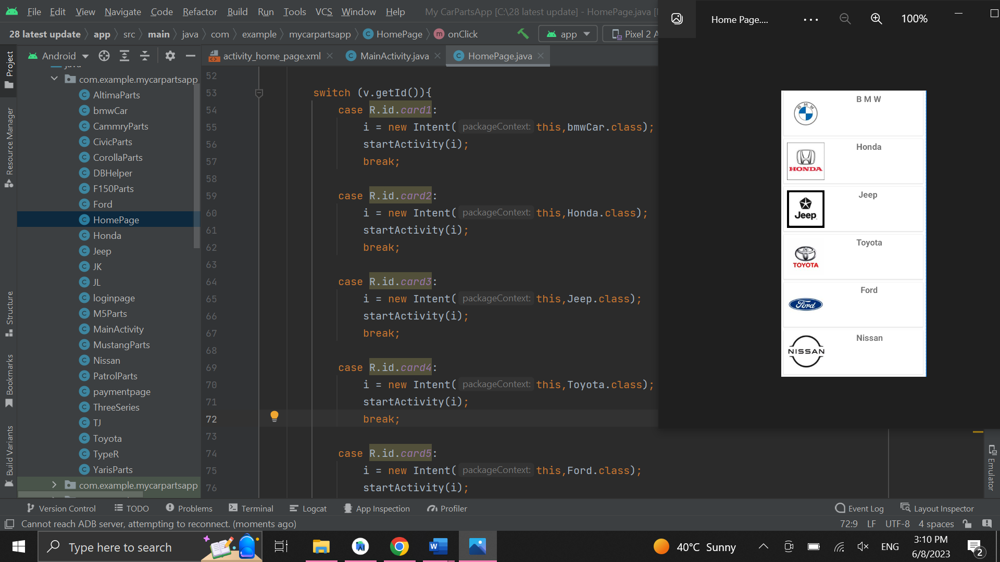 File Edit View Navigate Code Refactor Build Run Tools VCS Window Help My CarPartsApp [C:\28 latest update] - HomePage.java [
28 latest update app src main java com example mycarpartsapp HomePage onClick app Pixel 2 A
Android
activity_home_page.xml MainActivity.java HomePage.java
Project
Resource Manager
Structure
Bookmarks
Build Variants
java
com.example.mycarpartsapp
AltimaParts
bmwCar
CammryParts
CivicParts
CorollaParts
DBHelper
F150Parts
Ford
HomePage
Honda
Jeep
JK
JL
loginpage
M5Parts
MainActivity
MustangParts
Nissan
PatrolParts
paymentpage
ThreeSeries
TJ
Toyota
TypeR
YarisParts
com.example.mycarpartsapp
52
53 switch (v.getId()){
54 case R.id.card1:
55 i = new Intent( packageContext: this,bmwCar.class);
56 startActivity(i);
57 break;
58
59 case R.id.card2:
60 i = new Intent( packageContext: this,Honda.class);
61 startActivity(i);
62 break;
63
64 case R.id.card3:
65 i = new Intent( packageContext: this,Jeep.class);
66 startActivity(i);
67 break;
68
69 case R.id.card4:
70 i = new Intent( packageContext: this,Toyota.class);
71 startActivity(i);
72 break;
73
74 case R.id.card5:
75 i = new Intent( packageContext: this,Ford.class);
76 startActivity(i);
Home Page.... 100%
B M W
BMW
Honda
HONDA
Jeep
Jeep
Toyota
TOYOTA
Ford
Ford
Nissan
NISSAN
Emulator
Version Control TODO Problems Terminal Logcat App Inspection Profiler Event Log Layout Inspector
Cannot reach ADB server, attempting to reconnect. (moments ago) 72:9 LF UTF-8 4 spaces
Type here to search 40°C Sunny ENG 3:10 PM
6/8/2023 2